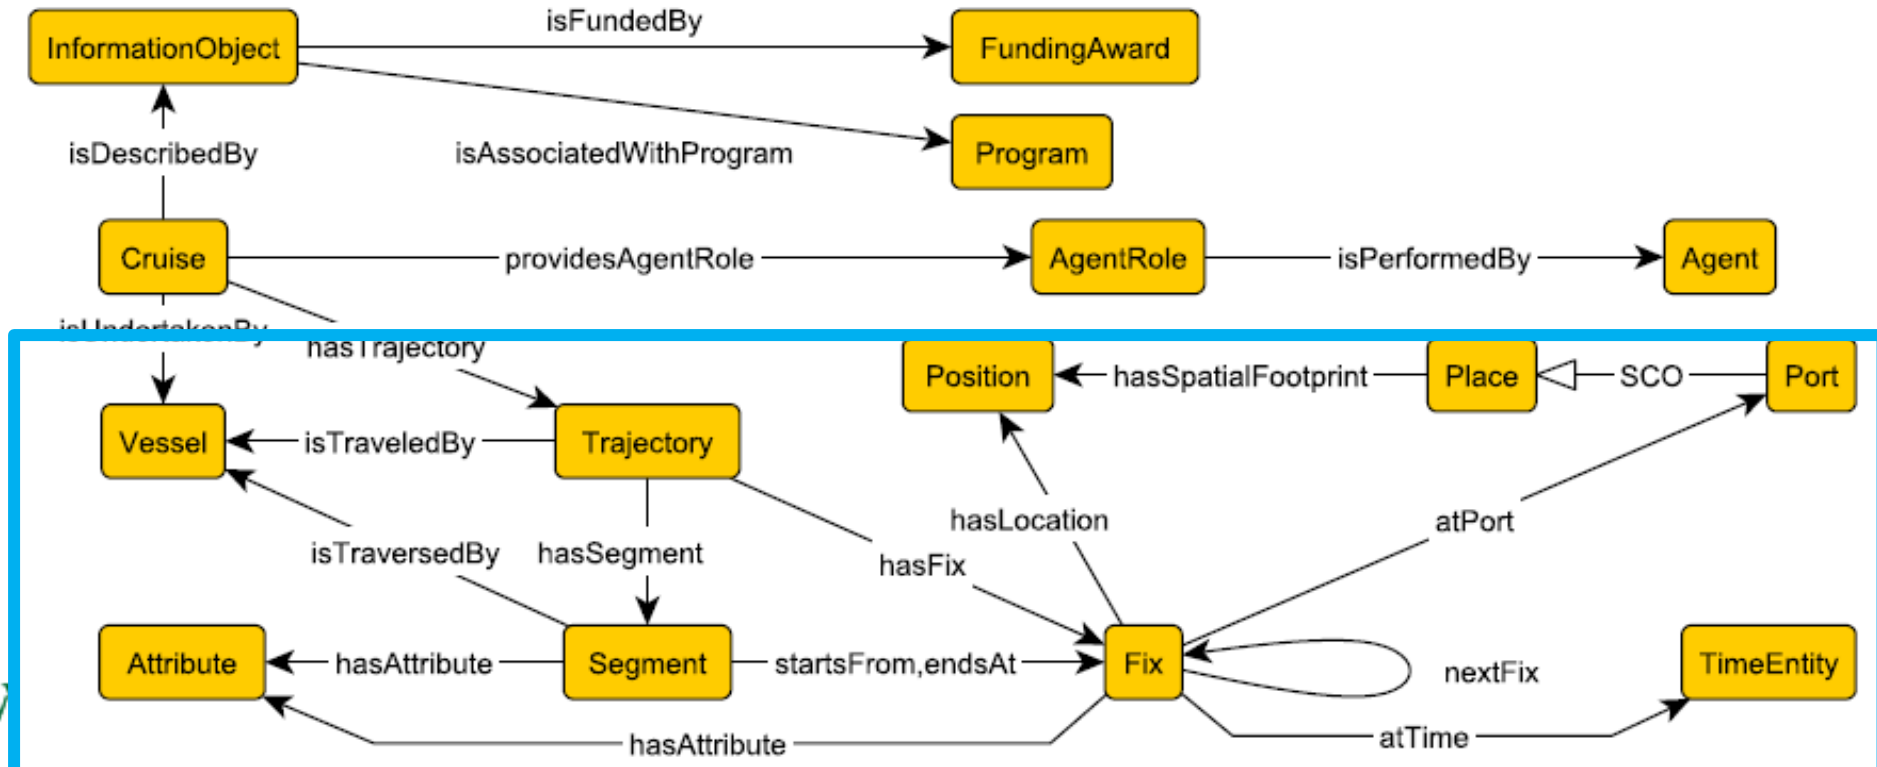 isFundedBy
InformationObject
FundingAward
isDescribedBy
isAssociatedWithProgram
Program
Cruise
providesAgentRole
AgentRole
isPerformedBy
Agent
isUndertakenBy
hasTrajectory
Position
hasSpatialFootprint
Place
SCO
Port
Vessel
isTraveledBy
Trajectory
hasLocation
atPort
isTraversedBy
hasSegment
hasFix
Attribute
hasAttribute
Segment
startsFrom,endsAt
Fix
nextFix
TimeEntity
hasAttribute
atTime